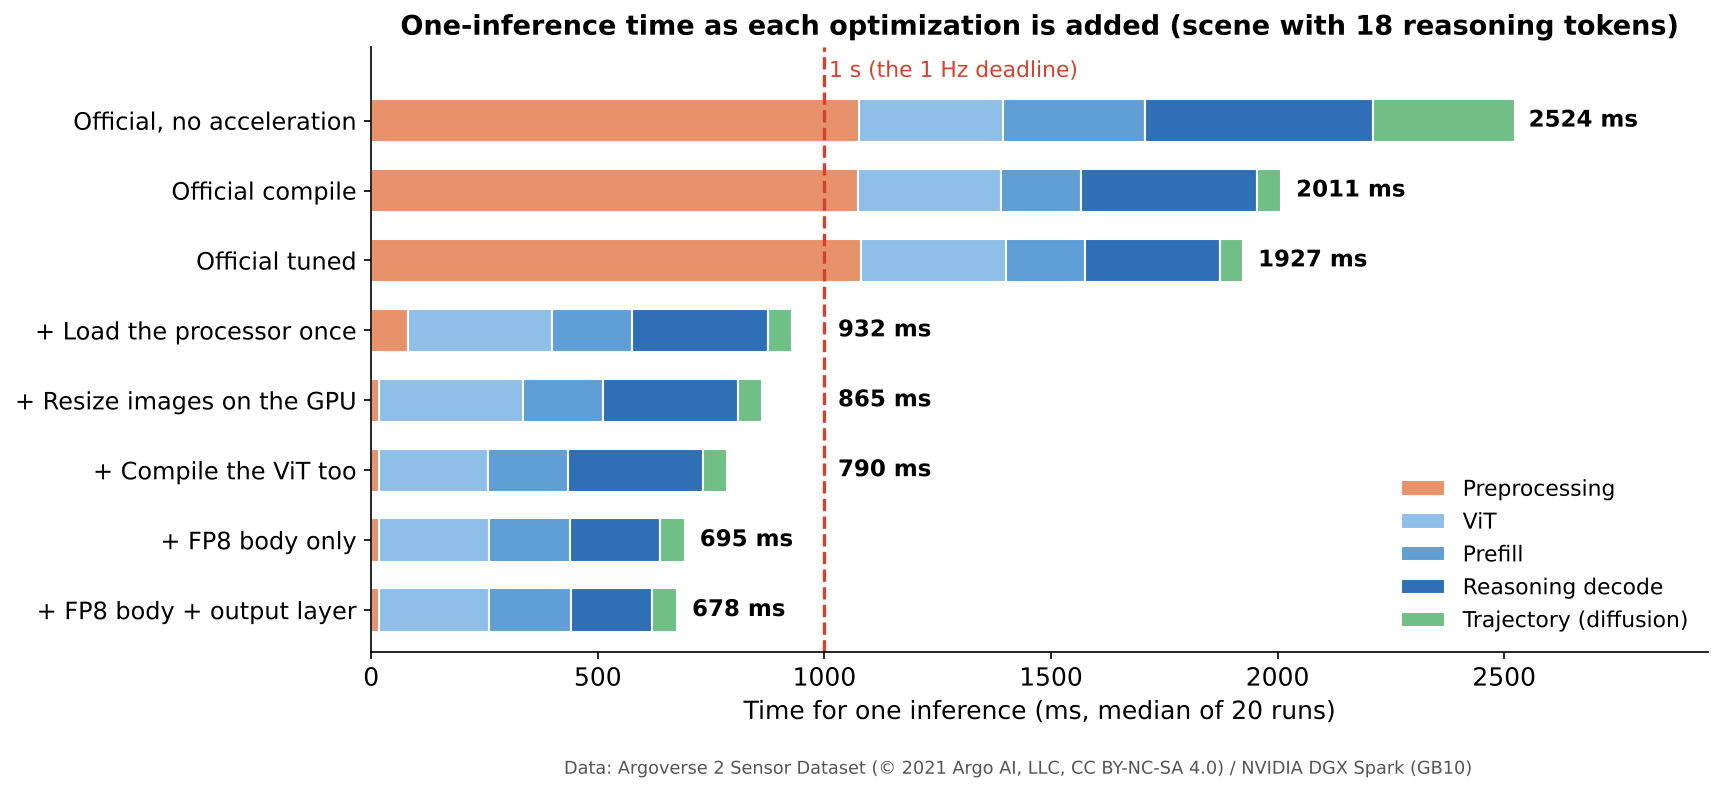 One-inference time as each optimization is added (scene with 18 reasoning tokens)
1 s (the 1 Hz deadline)
Official, no acceleration
2524 ms
Official compile
2011 ms
Official tuned
1927 ms
+ Load the processor once
932 ms
+ Resize images on the GPU
865 ms
+ Compile the ViT too
790 ms
+ FP8 body only
695 ms
+ FP8 body + output layer
678 ms
Preprocessing
ViT
Prefill
Reasoning decode
Trajectory (diffusion)
0 500 1000 1500 2000 2500
Time for one inference (ms, median of 20 runs)
Data: Argoverse 2 Sensor Dataset (© 2021 Argo AI, LLC, CC BY-NC-SA 4.0) / NVIDIA DGX Spark (GB10)